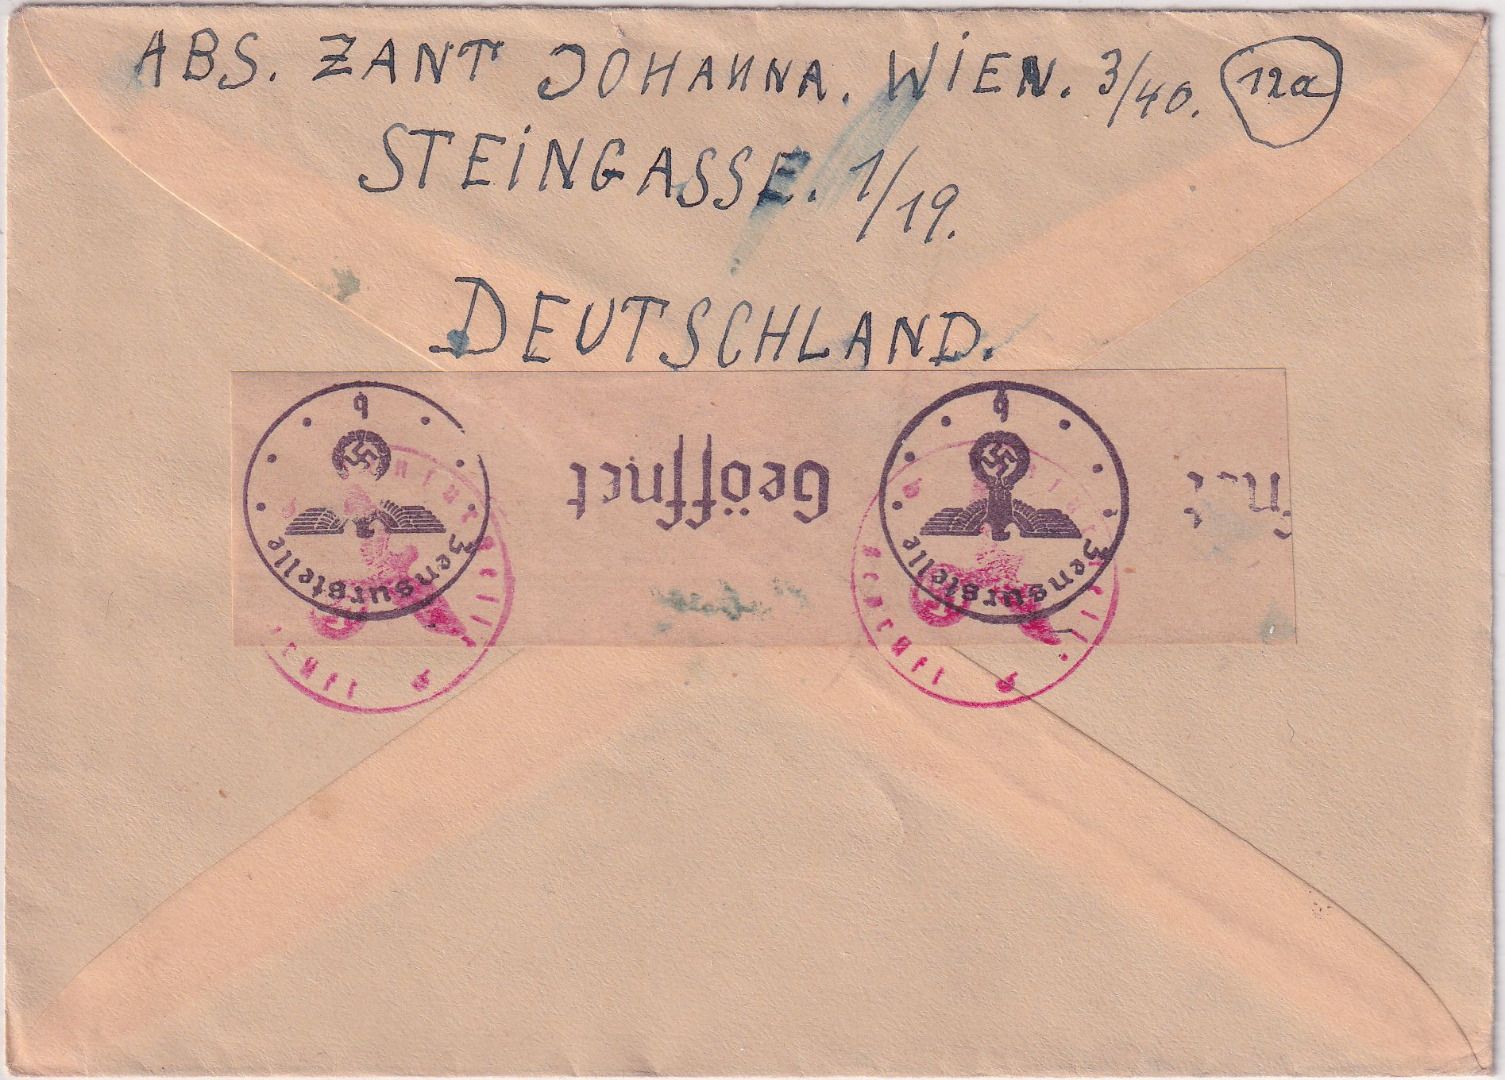 ABS. ZANT JOHANNA. WIEN. 3/40. 12a
STEINGASSE. 1/19.
DEUTSCHLAND.
b
b
Geöffnet
Zensurstelle
Zensurstelle
b
b